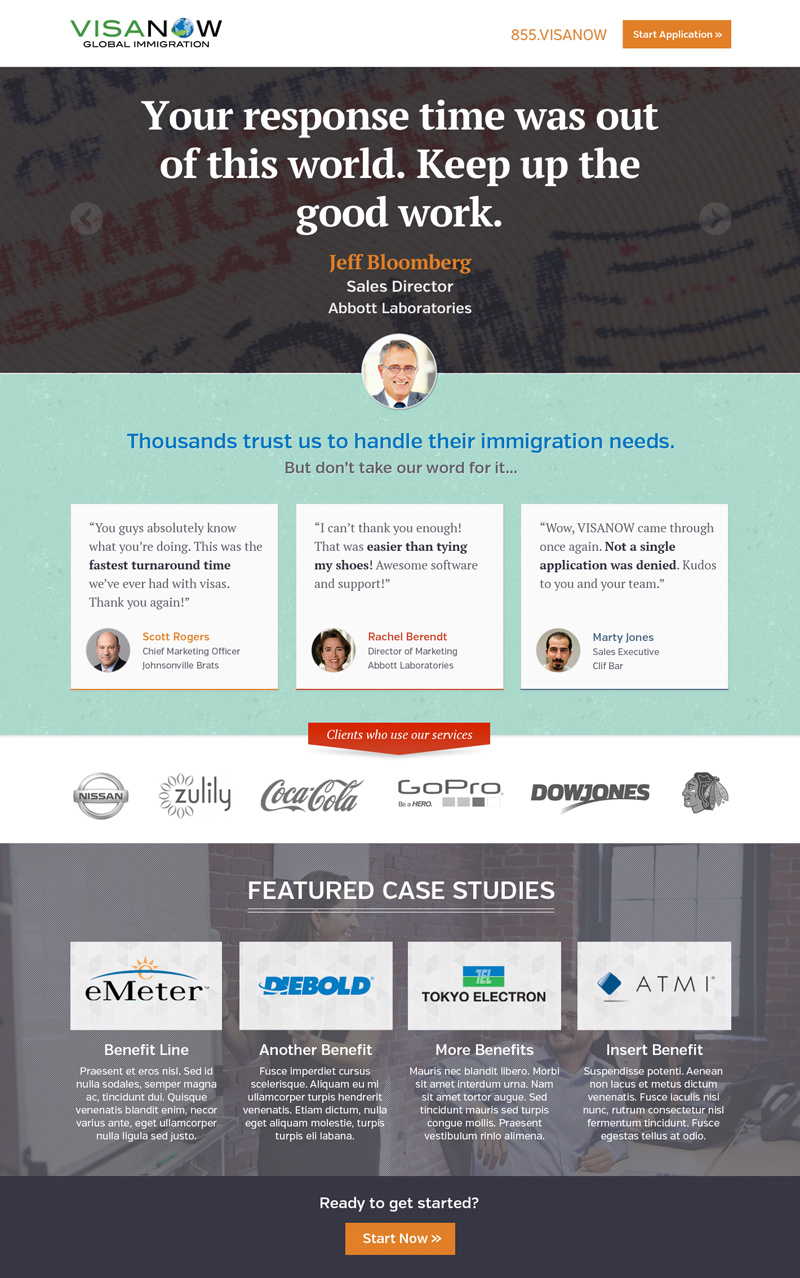 VISANOW
GLOBAL IMMIGRATION
855.VISANOW
Start Application »
Your response time was out
of this world. Keep up the
good work.
Jeff Bloomberg
Sales Director
Abbott Laboratories
Thousands trust us to handle their immigration needs.
But don't take our word for it...
“You guys absolutely know
what you’re doing. This was the
fastest turnaround time
we’ve ever had with visas.
Thank you again!”
Scott Rogers
Chief Marketing Officer
Johnsonville Brats
“I can’t thank you enough!
That was easier than tying
my shoes! Awesome software
and support!”
Rachel Berendt
Director of Marketing
Abbott Laboratories
“Wow, VISANOW came through
once again. Not a single
application was denied. Kudos
to you and your team.”
Marty Jones
Sales Executive
Clif Bar
Clients who use our services
NISSAN
zulily
Coca-Cola
GoPro
Be a HERO.
DOWJONES
FEATURED CASE STUDIES
eMeter™
DIEBOLD®
TEL
TOKYO ELECTRON
ATMI®
Benefit Line
Praesent et eros nisl. Sed id
nulla sodales, semper magna
ac, tincidunt dui. Quisque
venenatis blandit enim, necor
varius ante, eget ullamcorper
nulla ligula sed justo.
Another Benefit
Fusce imperdiet cursus
scelerisque. Aliquam eu mi
ullamcorper turpis hendrerit
venenatis. Etiam dictum, nulla
eget aliquam molestie, turpis
turpis eli labana.
More Benefits
Mauris nec blandit libero. Morbi
sit amet interdum urna. Nam
sit amet tortor augue. Sed
tincidunt mauris sed turpis
congue mollis. Praesent
vestibulum rinlo alimena.
Insert Benefit
Suspendisse potenti. Aenean
non lacus et metus dictum
venenatis. Fusce iaculis nisi
nunc, rutrum consectetur nisl
fermentum tincidunt. Fusce
egestas tellus at odio.
Ready to get started?
Start Now »